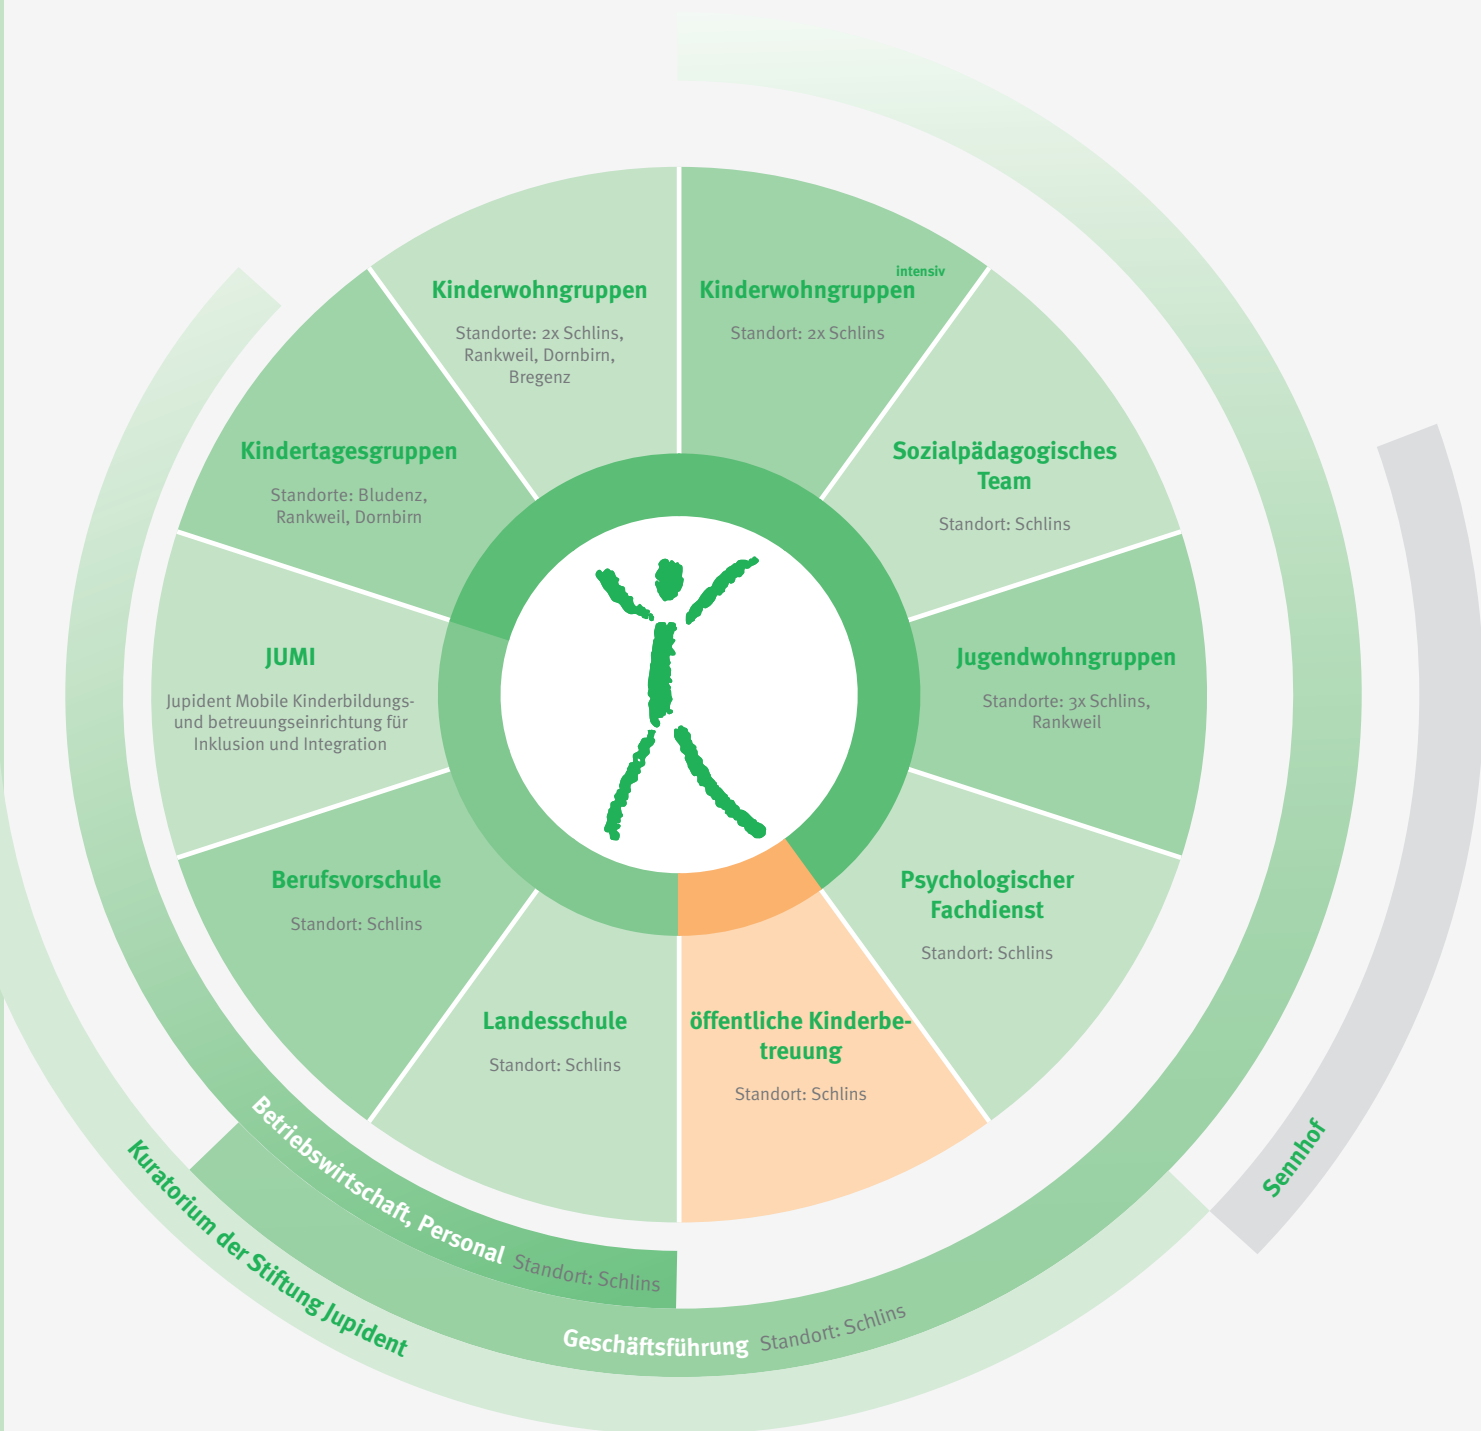 Kinderwohngruppen
Standorte: 2x Schlins,
Rankweil, Dornbirn,
Bregenz
intensiv
Kinderwohngruppen
Standort: 2x Schlins
Sozialpädagogisches
Team
Standort: Schlins
Jugendwohngruppen
Standorte: 3x Schlins,
Rankweil
Psychologischer
Fachdienst
Standort: Schlins
öffentliche Kinderbe-
treuung
Standort: Schlins
Landesschule
Standort: Schlins
Berufsvorschule
Standort: Schlins
JUMI
Jupident Mobile Kinderbildungs-
und betreuungseinrichtung für
Inklusion und Integration
Kindertagesgruppen
Standorte: Bludenz,
Rankweil, Dornbirn
Betriebswirtschaft, Personal Standort: Schlins
Geschäftsführung Standort: Schlins
Kuratorium der Stiftung Jupident
Sennhof